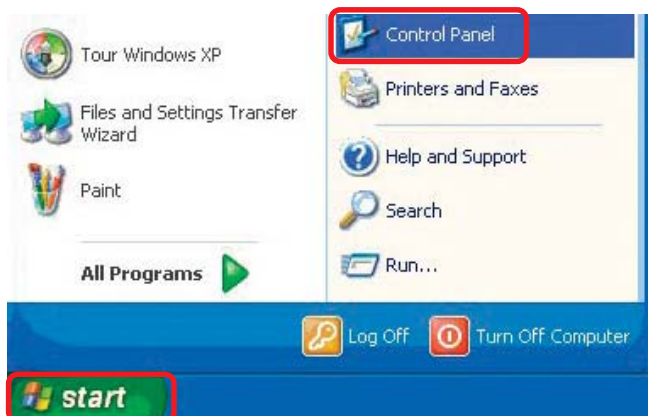 Tour Windows XP
Files and Settings Transfer
Wizard
Paint
All Programs
Control Panel
Printers and Faxes
Help and Support
Search
Run...
Log Off
Turn Off Computer
start